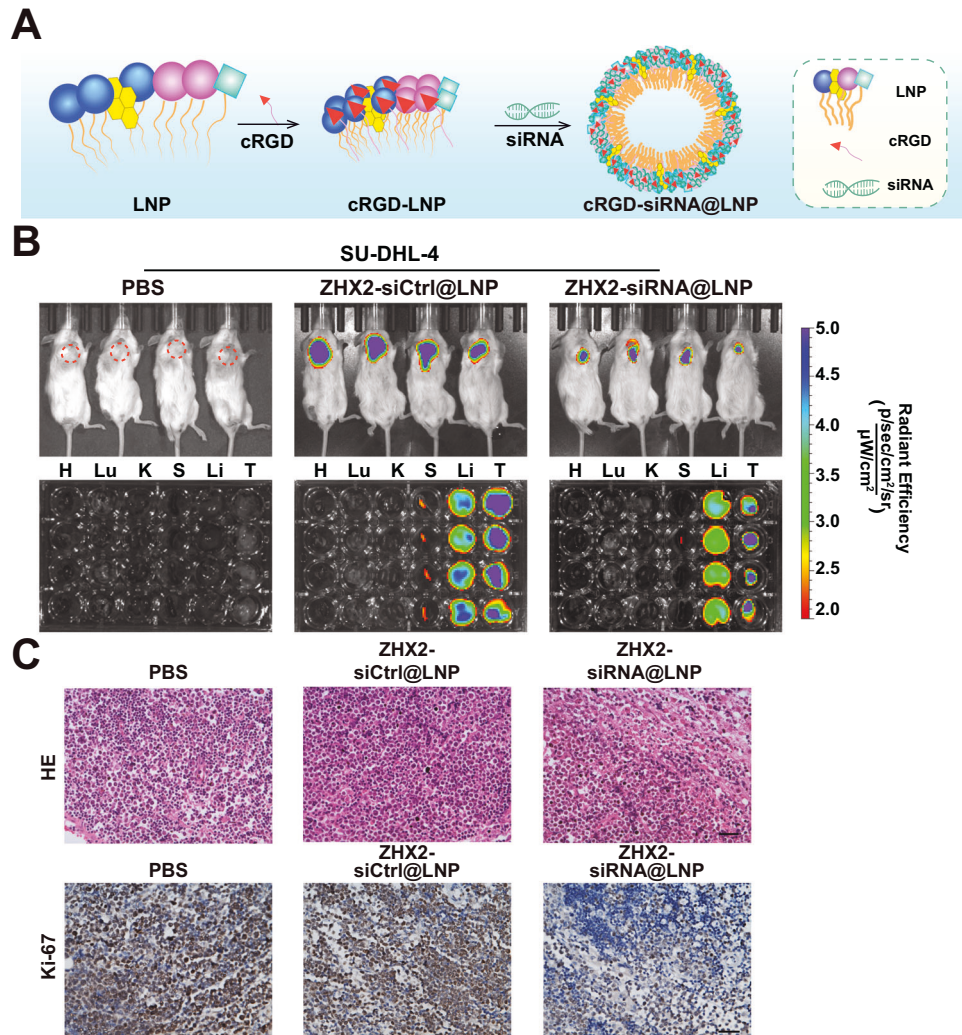 A
cRGD
siRNA
LNP
cRGD-LNP
cRGD-siRNA@LNP
LNP
cRGD
siRNA
B
SU-DHL-4
PBS
ZHX2-siCtrl@LNP
ZHX2-siRNA@LNP
H Lu K S Li T
H Lu K S Li T
H Lu K S Li T
5.0
4.5
4.0
3.5
3.0
2.5
2.0
Radiant Efficiency
(p/sec/cm²/sr
μW/cm²)
C
PBS
ZHX2-
siCtrl@LNP
ZHX2-
siRNA@LNP
HE
PBS
ZHX2-
siCtrl@LNP
ZHX2-
siRNA@LNP
Ki-67